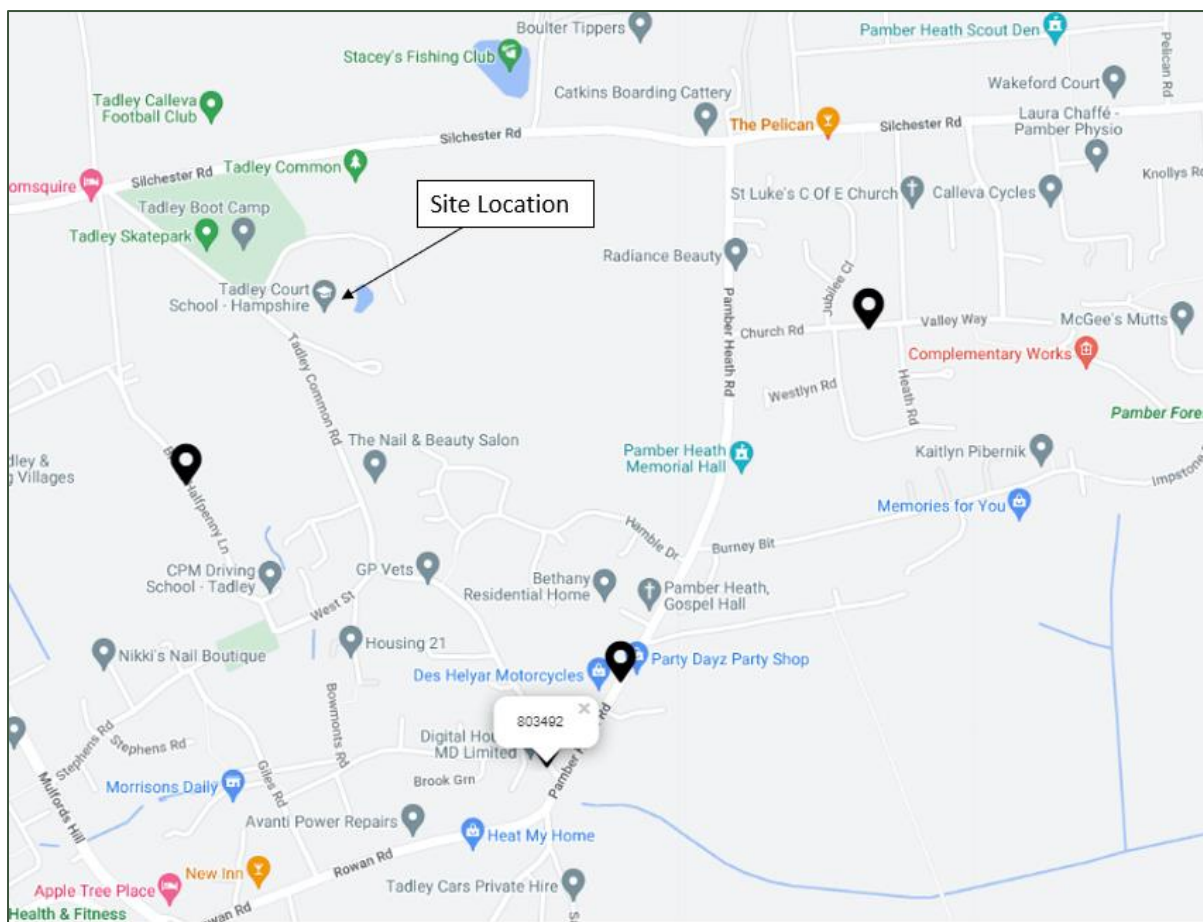 Boulter Tippers
Pamber Heath Scout Den
Pelican Rd
Stacey's Fishing Club
Wakeford Court
Tadley Calleva
Football Club
Catkins Boarding Cattery
Laura Chaffé -
Pamber Physio
The Pelican
Silchester Rd
Silchester Rd
Silchester Rd
Tadley Common
Knollys Rd
Site Location
St Luke's C Of E Church
Calleva Cycles
Tadley Boot Camp
Tadley Skatepark
Radiance Beauty
Jubilee Cl
Tadley Court
School - Hampshire
Pamber Heath Rd
Church Rd
Valley Way
McGee's Mutts
Complementary Works
Tadley Common Rd
Westlyn Rd
Heath Rd
Pamber Fore
The Nail & Beauty Salon
Pamber Heath
Memorial Hall
Kaitlyn Pibernik
Impstone
dley &
g Villages
Halfpenny Ln
Memories for You
Hamble Dr
Burney Bit
CPM Driving
School - Tadley
GP Vets
Bethany
Residential Home
Pamber Heath,
Gospel Hall
West St
Housing 21
Nikki's Nail Boutique
Des Helyar Motorcycles
Party Dayz Party Shop
Bowmonts Rd
803492
Stephens Rd
Stephens Rd
Digital Hou
MD Limited
Pamber H
Rd
Giles Rd
Brook Grn
Morrisons Daily
Mulfords Hill
Avanti Power Repairs
Heat My Home
Rowan Rd
New Inn
Apple Tree Place
Tadley Cars Private Hire
wan Rd
Health & Fitness